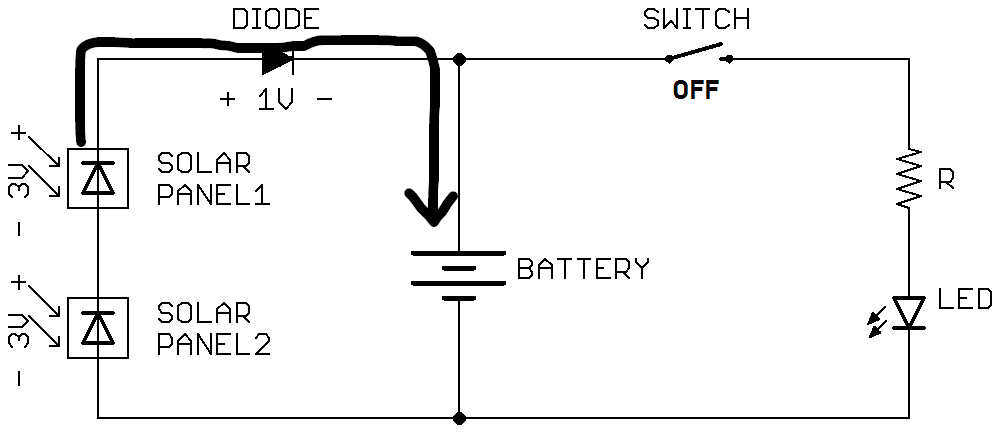 DIODE
SWITCH
+ 1V -
OFF
+
- 3V
SOLAR
PANEL1
R
BATTERY
+
- 3V
SOLAR
PANEL2
LED